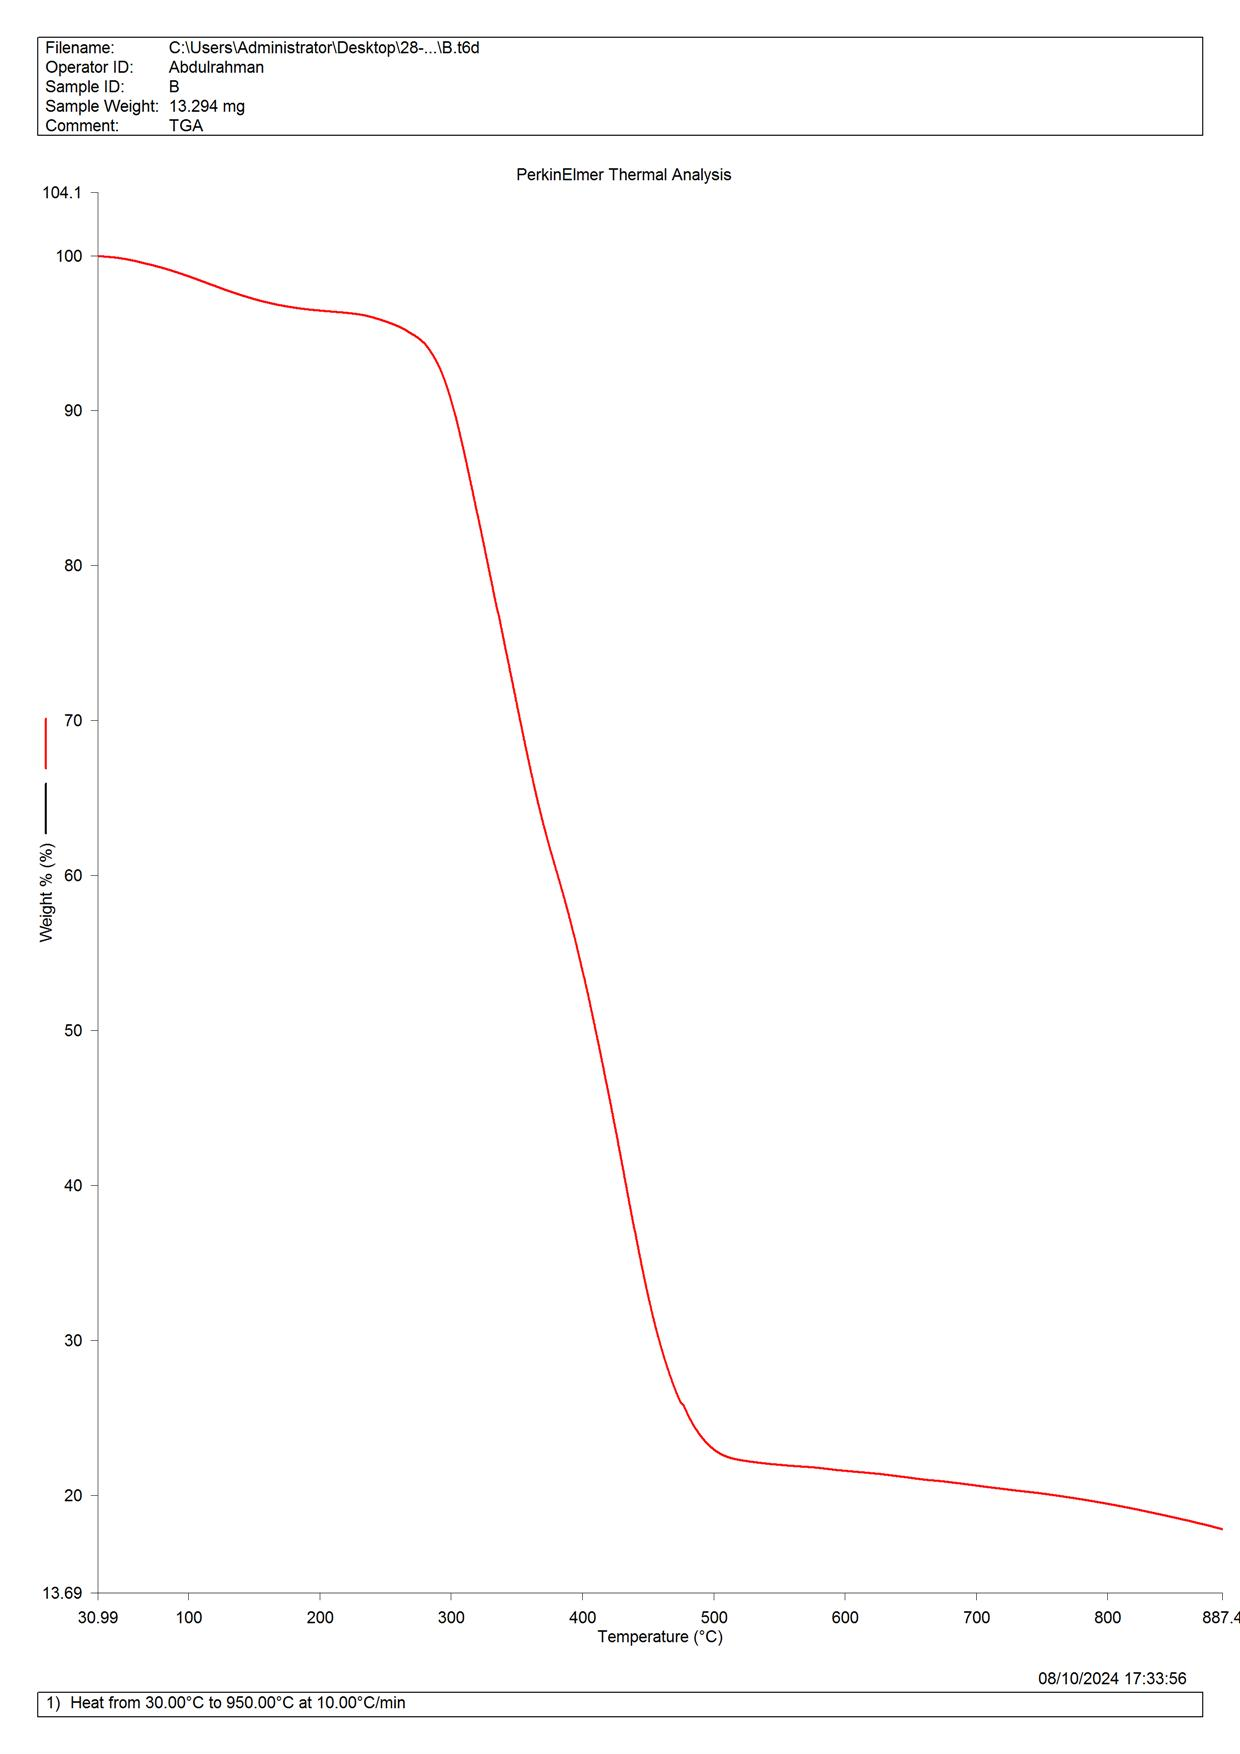 Filename: C:\Users\Administrator\Desktop\28-...\B.t6d
Operator ID: Abdulrahman
Sample ID: B
Sample Weight: 13.294 mg
Comment: TGA
PerkinElmer Thermal Analysis
104.1
100
90
80
70
60
50
40
30
20
13.69
Weight % (%)
30.99 100 200 300 400 500 600 700 800 887.4
Temperature (°C)
08/10/2024 17:33:56
1) Heat from 30.00°C to 950.00°C at 10.00°C/min